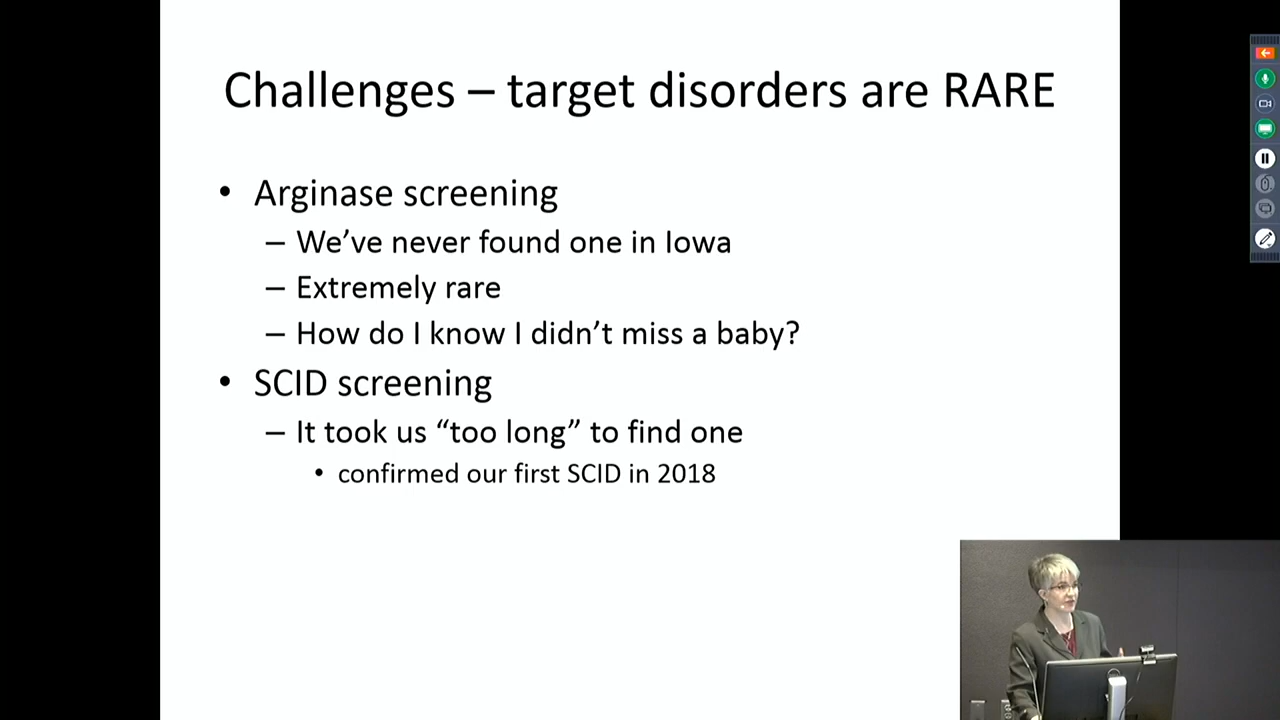 Challenges – target disorders are RARE
• Arginase screening
– We’ve never found one in Iowa
– Extremely rare
– How do I know I didn’t miss a baby?
• SCID screening
– It took us “too long” to find one
• confirmed our first SCID in 2018